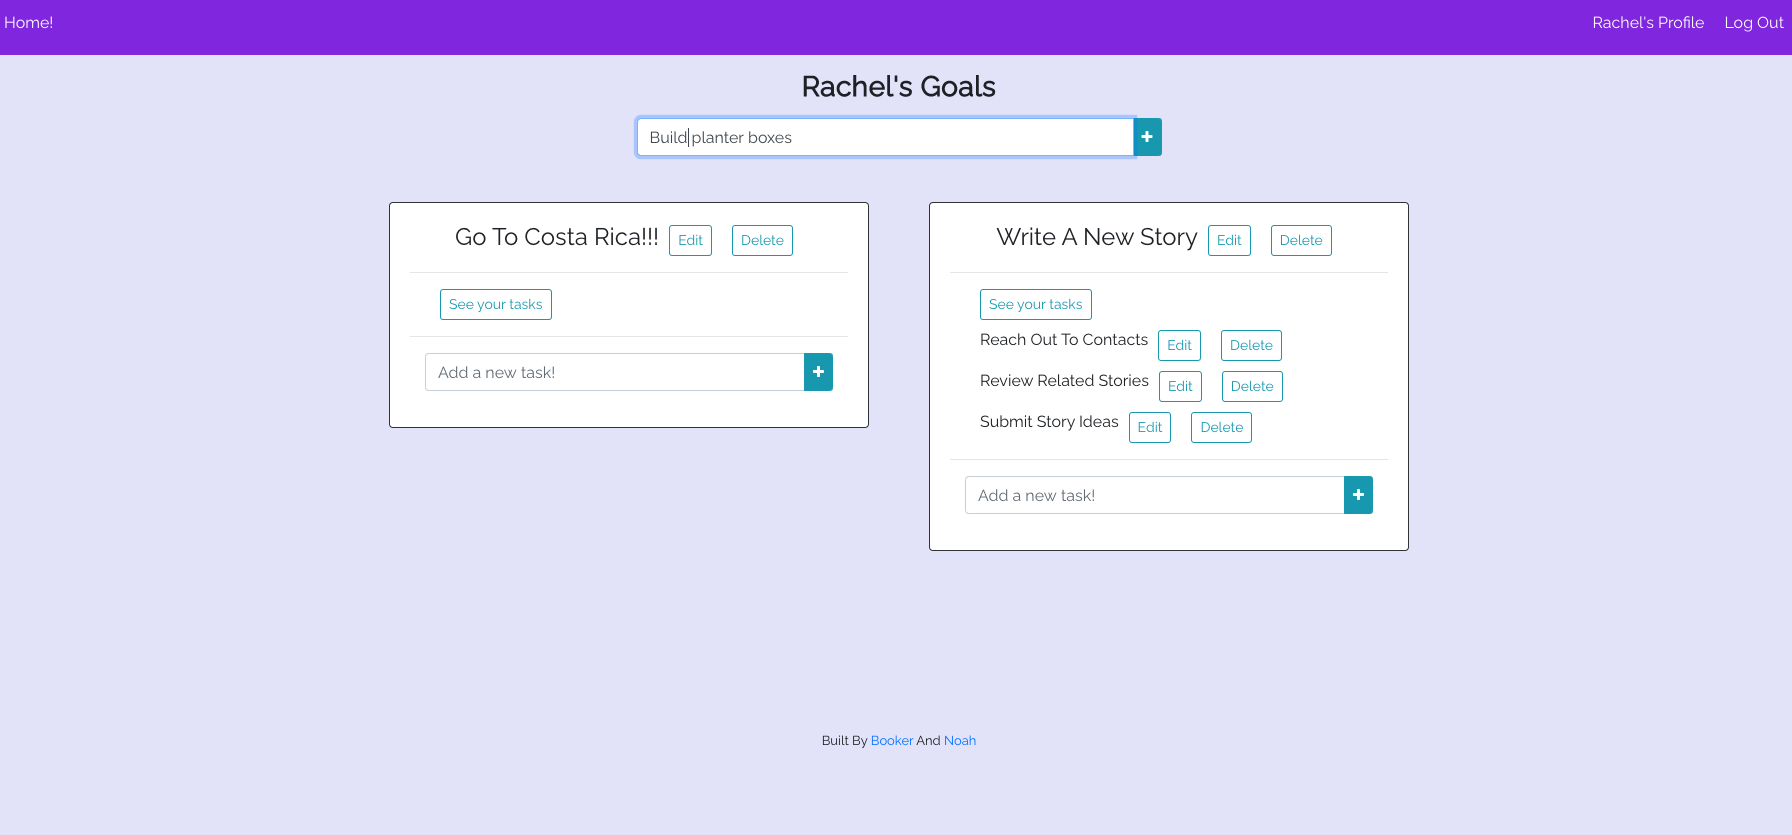 Home! Rachel's Profile Log Out
Rachel's Goals
Build planter boxes +
Go To Costa Rica!!! Edit Delete
See your tasks
Add a new task! +
Write A New Story Edit Delete
See your tasks
Reach Out To Contacts Edit Delete
Review Related Stories Edit Delete
Submit Story Ideas Edit Delete
Add a new task! +
Built By Booker And Noah